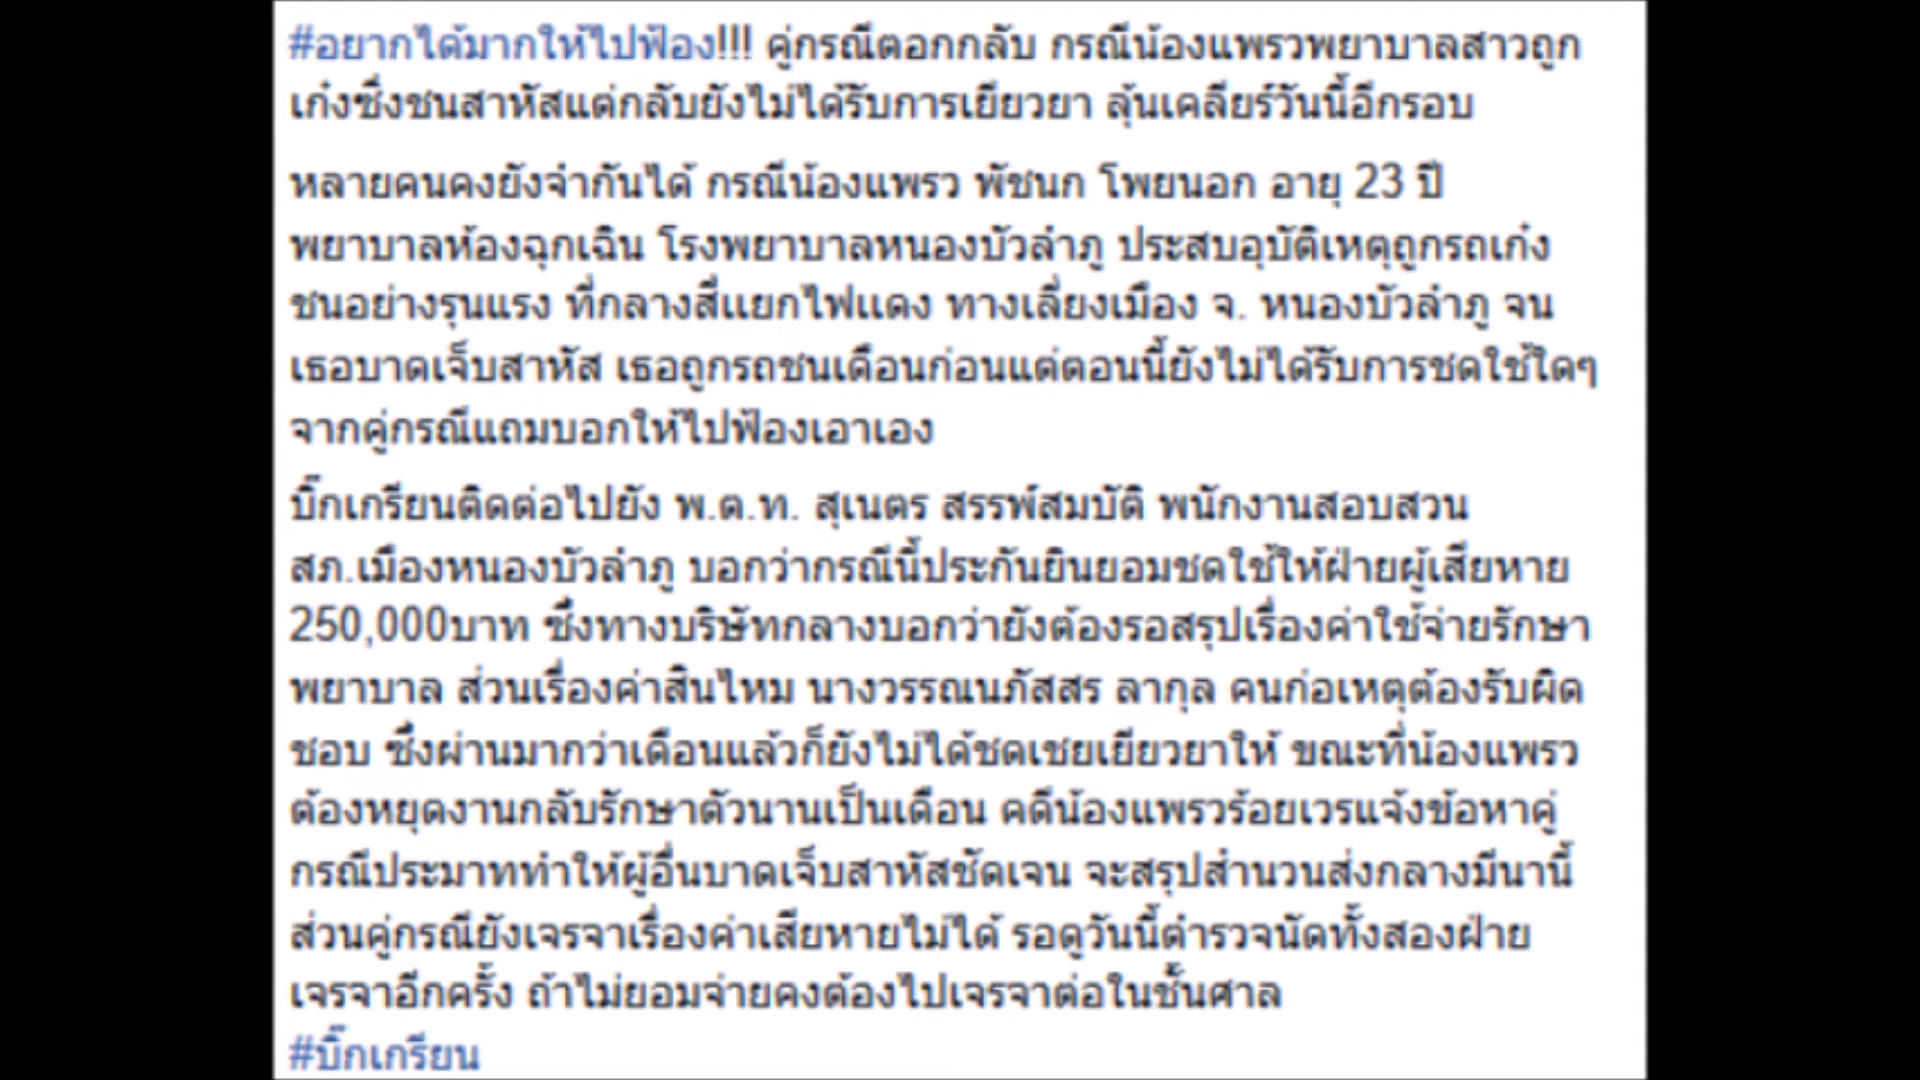 #อยากได้มากให้ไปฟ้อง!!! คู่กรณีตอกกลับ กรณีน้องแพรวพยาบาลสาวถูก
เก๋งซิ่งชนสาหัสแต่กลับยังไม่ได้รับการเยียวยา ลุ้นเคลียร์วันนี้อีกรอบ
หลายคนคงยังจำกันได้ กรณีน้องแพรว พัชนก โพยนอก อายุ 23 ปี
พยาบาลห้องฉุกเฉิน โรงพยาบาลหนองบัวลำภู ประสบอุบัติเหตุถูกรถเก๋ง
ชนอย่างรุนแรง ที่กลางสี่แยกไฟแดง ทางเลี่ยงเมือง จ. หนองบัวลำภู จน
เธอบาดเจ็บสาหัส เธอถูกรถชนเดือนก่อนแต่ตอนนี้ยังไม่ได้รับการชดใช้ใดๆ
จากคู่กรณีแถมบอกให้ไปฟ้องเอาเอง
บิ๊กเกรียนติดต่อไปยัง พ.ต.ท. สุเนตร สรรพ์สมบัติ พนักงานสอบสวน
สภ.เมืองหนองบัวลำภู บอกว่ากรณีนี้ประกันยินยอมชดใช้ให้ฝ่ายผู้เสียหาย
250,000บาท ซึ่งทางบริษัทกลางบอกว่ายังต้องรอสรุปเรื่องค่าใช้จ่ายรักษา
พยาบาล ส่วนเรื่องค่าสินไหม นางวรรณนภัสสร ลากุล คนก่อเหตุต้องรับผิด
ชอบ ซึ่งผ่านมากว่าเดือนแล้วก็ยังไม่ได้ชดเชยเยียวยาให้ ขณะที่น้องแพรว
ต้องหยุดงานกลับรักษาตัวนานเป็นเดือน คดีน้องแพรวร้อยเวรแจ้งข้อหาคู่
กรณีประมาททำให้ผู้อื่นบาดเจ็บสาหัสชัดเจน จะสรุปสำนวนส่งกลางมีนานี้
ส่วนคู่กรณียังเจรจาเรื่องค่าเสียหายไม่ได้ รอดูวันนี้ตำรวจนัดทั้งสองฝ่าย
เจรจาอีกครั้ง ถ้าไม่ยอมจ่ายคงต้องไปเจรจาต่อในชั้นศาล
#บิ๊กเกรียน